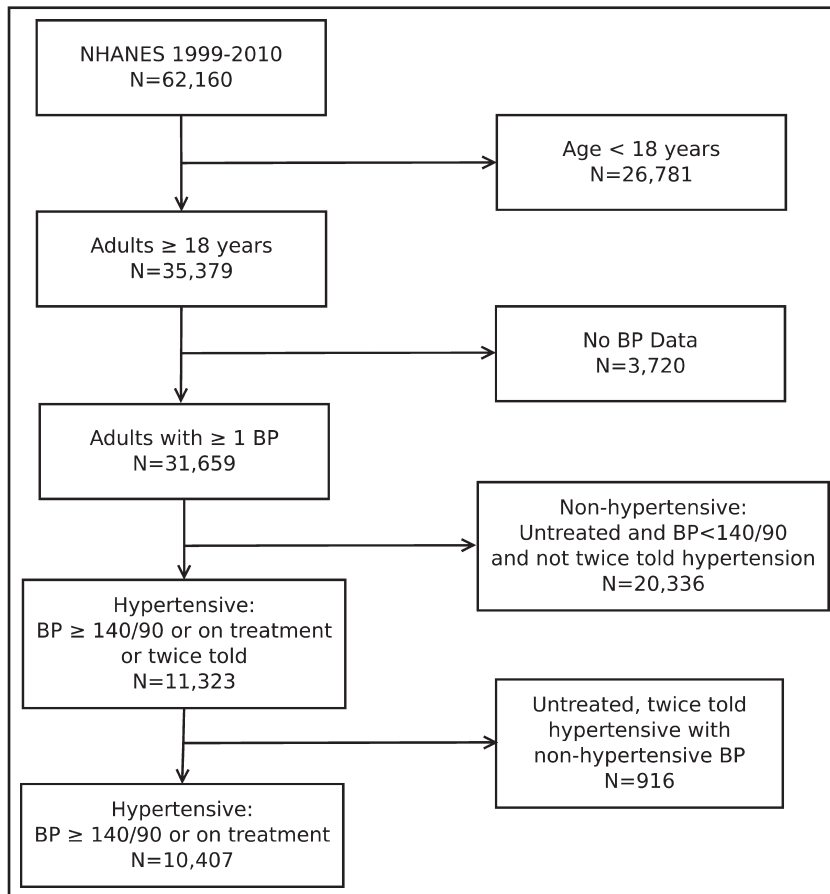 NHANES 1999-2010
N=62,160
Age < 18 years
N=26,781
Adults ≥ 18 years
N=35,379
No BP Data
N=3,720
Adults with ≥ 1 BP
N=31,659
Non-hypertensive:
Untreated and BP<140/90
and not twice told hypertension
N=20,336
Hypertensive:
BP ≥ 140/90 or on treatment
or twice told
N=11,323
Untreated, twice told
hypertensive with
non-hypertensive BP
N=916
Hypertensive:
BP ≥ 140/90 or on treatment
N=10,407